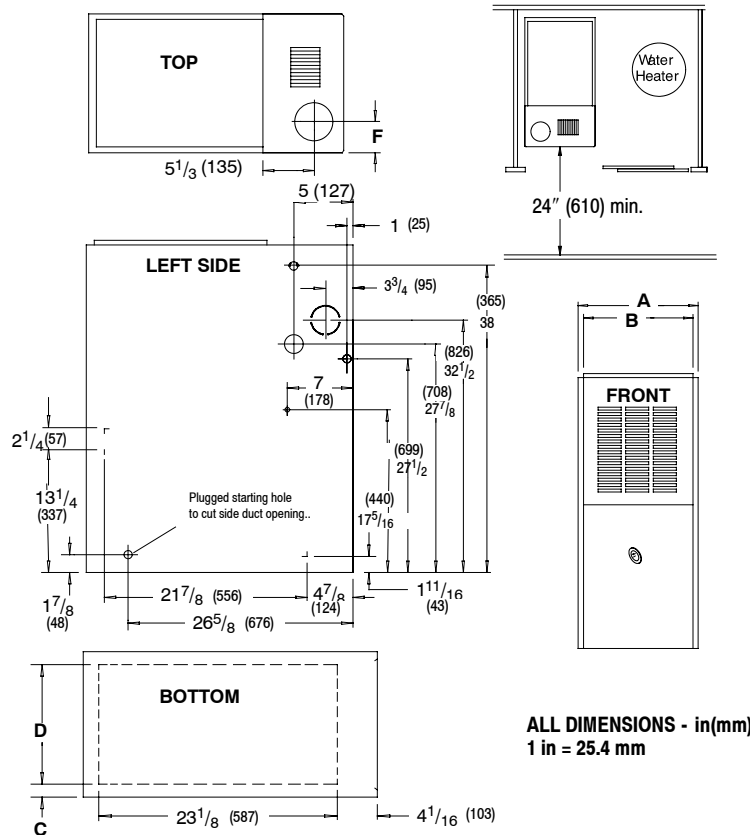 TOP
F
5 1/3 (135)
5 (127)
1 (25)
LEFT SIDE
3 3/4 (95)
(365)
38
(826)
32 1/2
(708)
27 7/8
7
(178)
(699)
27 1/2
(440)
17 5/16
2 1/4 (57)
13 1/4
(337)
Plugged starting hole
to cut side duct opening..
1 7/8
(48)
21 7/8 (556)
4 7/8
(124)
26 5/8 (676)
1 11/16
(43)
BOTTOM
D
C
23 1/8 (587)
4 1/16 (103)
Water
Heater
24″ (610) min.
A
B
FRONT
ALL DIMENSIONS - in(mm)
1 in = 25.4 mm